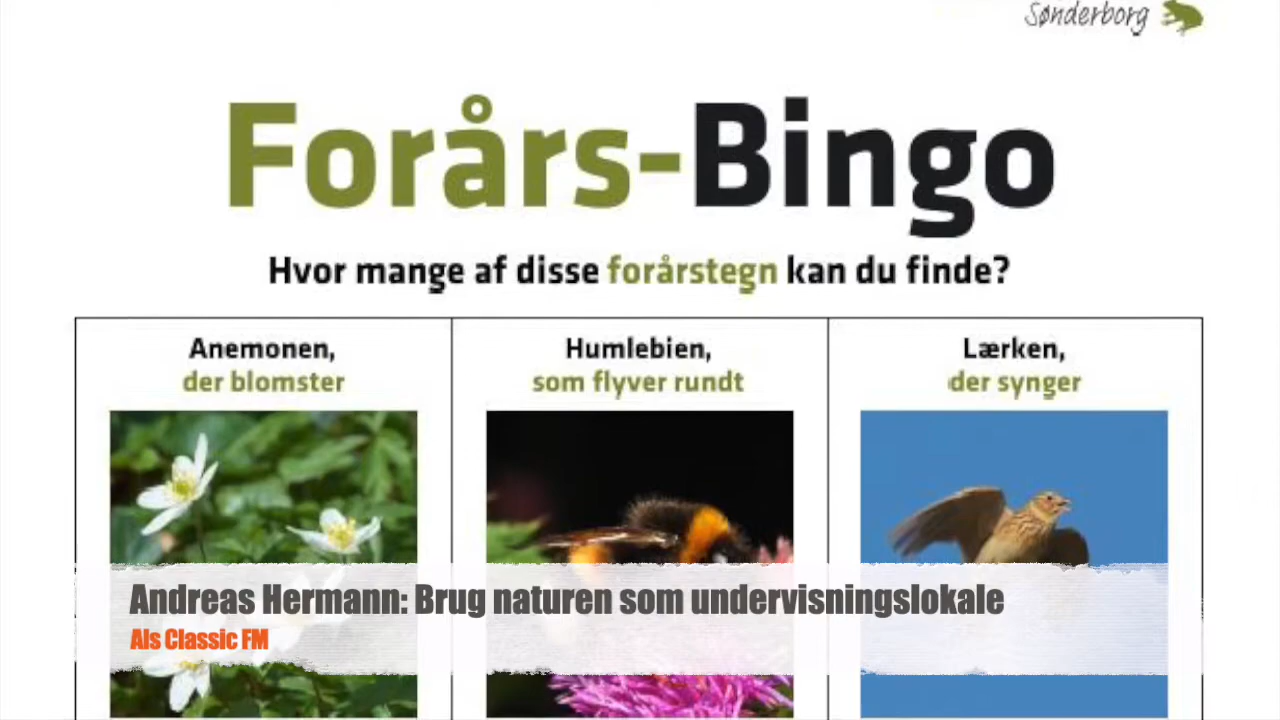 Sønderborg
Forårs-Bingo
Hvor mange af disse forårstegn kan du finde?
Anemonen,
der blomster
Humlebien,
som flyver rundt
Lærken,
der synger
Andreas Hermann: Brug naturen som undervisningslokale
Als Classic FM